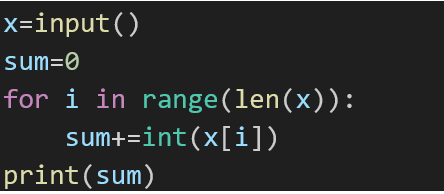 x=input()
sum=0
for i in range(len(x)):
    sum+=int(x[i])
print(sum)